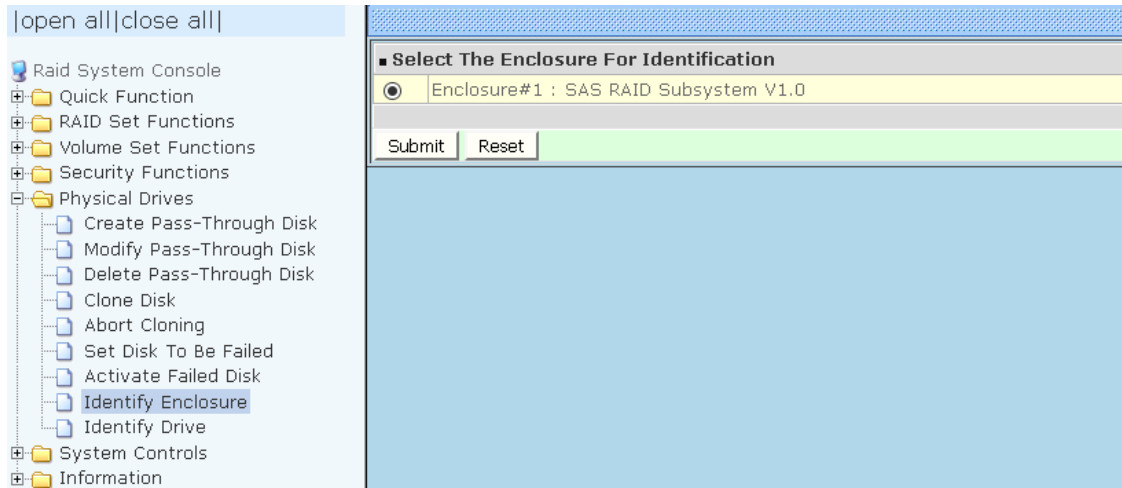 |open all|close all|
Raid System Console
Quick Function
RAID Set Functions
Volume Set Functions
Security Functions
Physical Drives
Create Pass-Through Disk
Modify Pass-Through Disk
Delete Pass-Through Disk
Clone Disk
Abort Cloning
Set Disk To Be Failed
Activate Failed Disk
Identify Enclosure
Identify Drive
System Controls
Information
Select The Enclosure For Identification
Enclosure#1 : SAS RAID Subsystem V1.0
Submit Reset